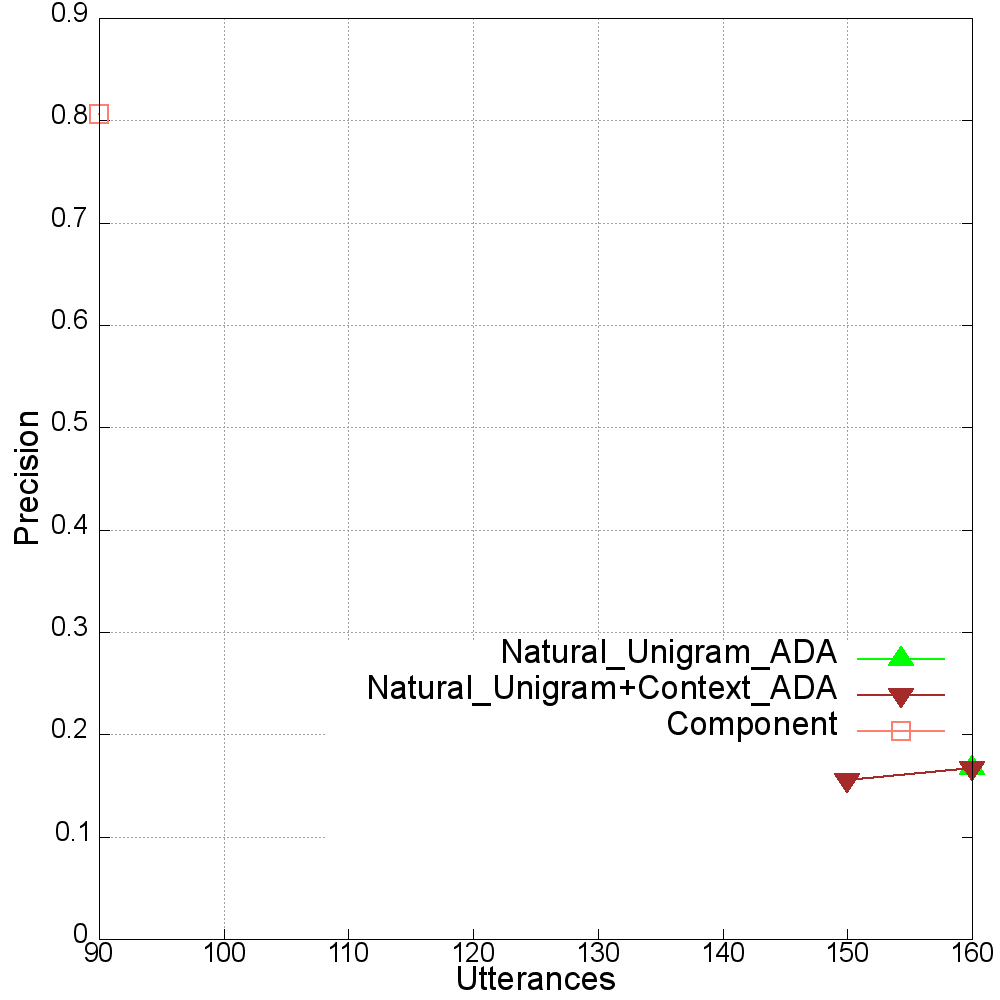 0.9
0.8
0.7
0.6
0.5
0.4
0.3
0.2
0.1
0
Precision
Natural_Unigram_ADA
Natural_Unigram+Context_ADA
Component
90 100 110 120 130 140 150 160
Utterances